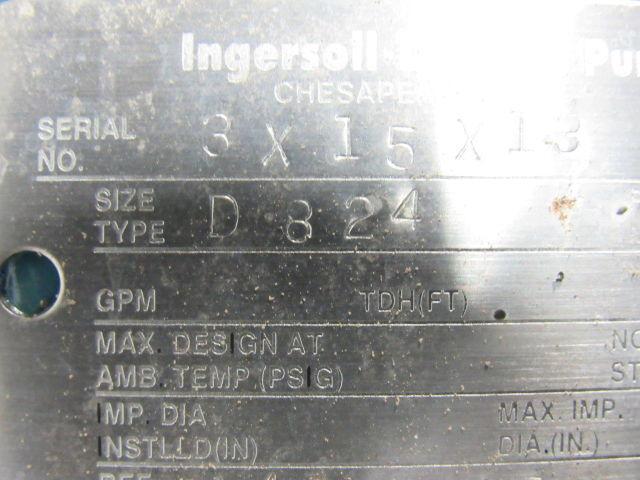 Ingersoll
CHESAPE
SERIAL NO. 3 X 15 X 13
SIZE TYPE D 824
GPM TDH(FT)
MAX. DESIGN AT
AMB. TEMP. (PSIG)
IMP. DIA MAX. IMP.
INSTLLD(IN) DIA.(IN.)